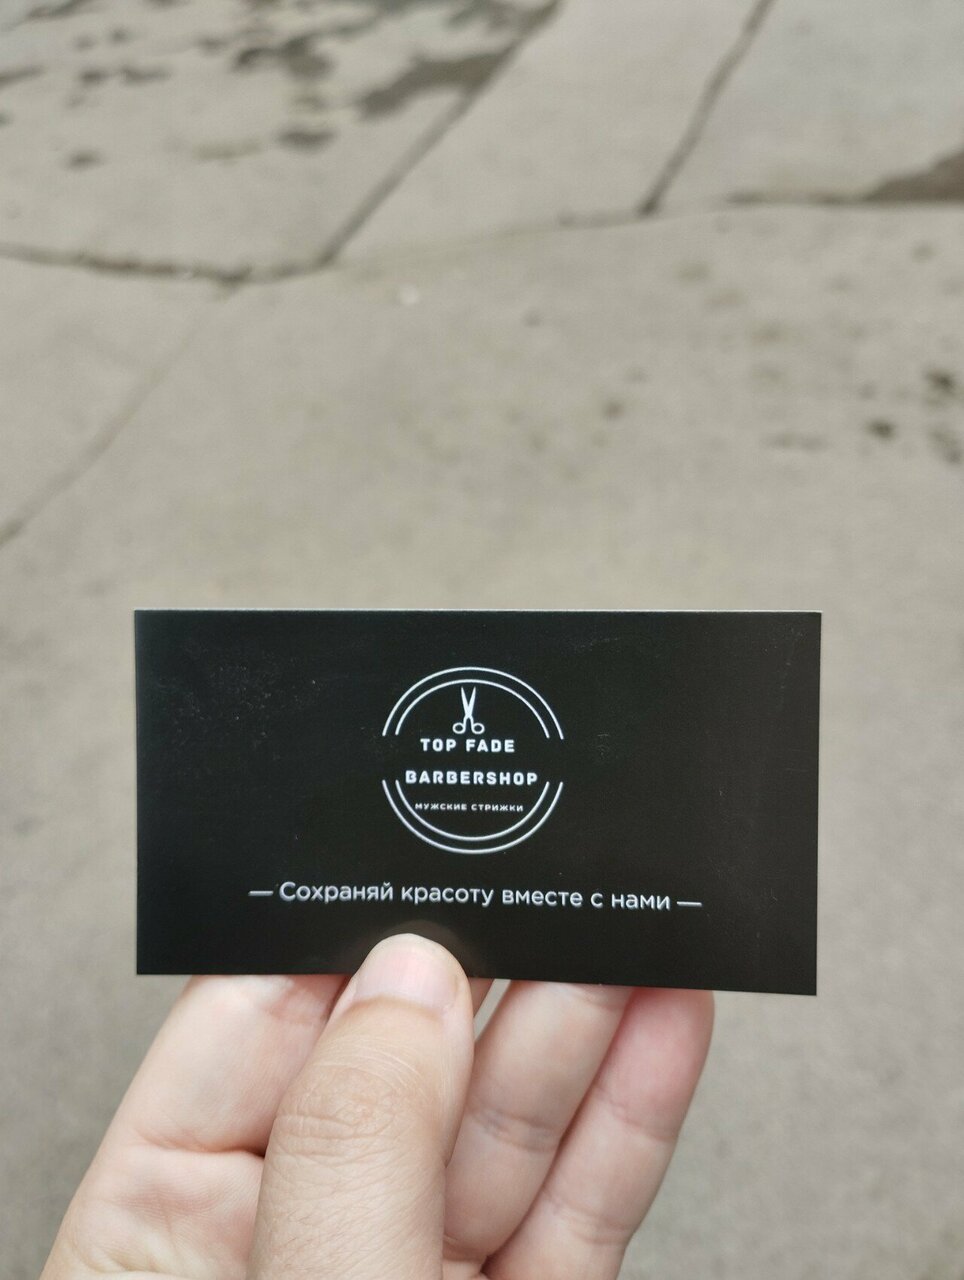 TOP FADE
BARBERSHOP
МУЖСКИЕ СТРИЖКИ
— Сохраняй красоту вместе с нами —